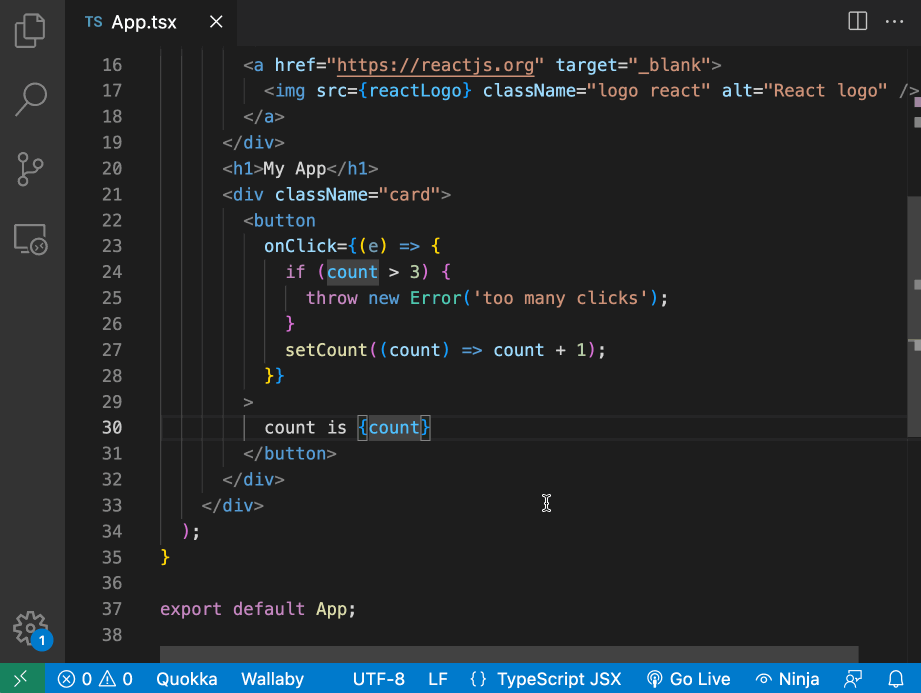 TS App.tsx
16 <a href="https://reactjs.org" target="_blank">
17 <img src={reactLogo} className="logo react" alt="React logo" />
18 </a>
19 </div>
20 <h1>My App</h1>
21 <div className="card">
22 <button
23 onClick={(e) => {
24 if (count > 3) {
25 throw new Error('too many clicks');
26 }
27 setCount((count) => count + 1);
28 }}
29 >
30 count is {count}
31 </button>
32 </div>
33 </div>
34 );
35 }
36
37 export default App;
38
1
0 0 Quokka Wallaby UTF-8 LF {} TypeScript JSX Go Live Ninja